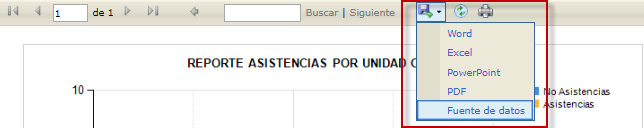 1 de 1 Buscar | Siguiente
Word
Excel
PowerPoint
PDF
Fuente de datos
REPORTE ASISTENCIAS POR UNIDAD
10
No Asistencias
Asistencias